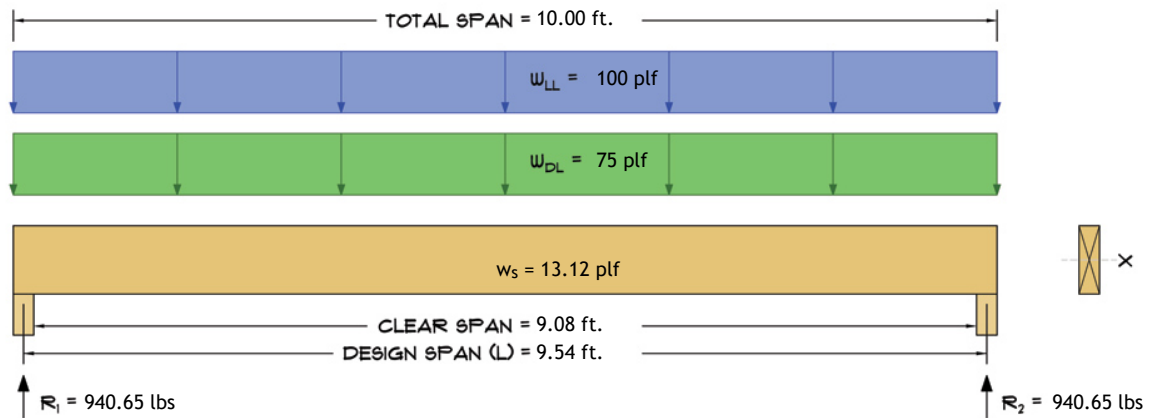 TOTAL SPAN = 10.00 ft.
WLL = 100 plf
WDL = 75 plf
ws = 13.12 plf
X
CLEAR SPAN = 9.08 ft.
DESIGN SPAN (L) = 9.54 ft.
R1 = 940.65 lbs
R2 = 940.65 lbs